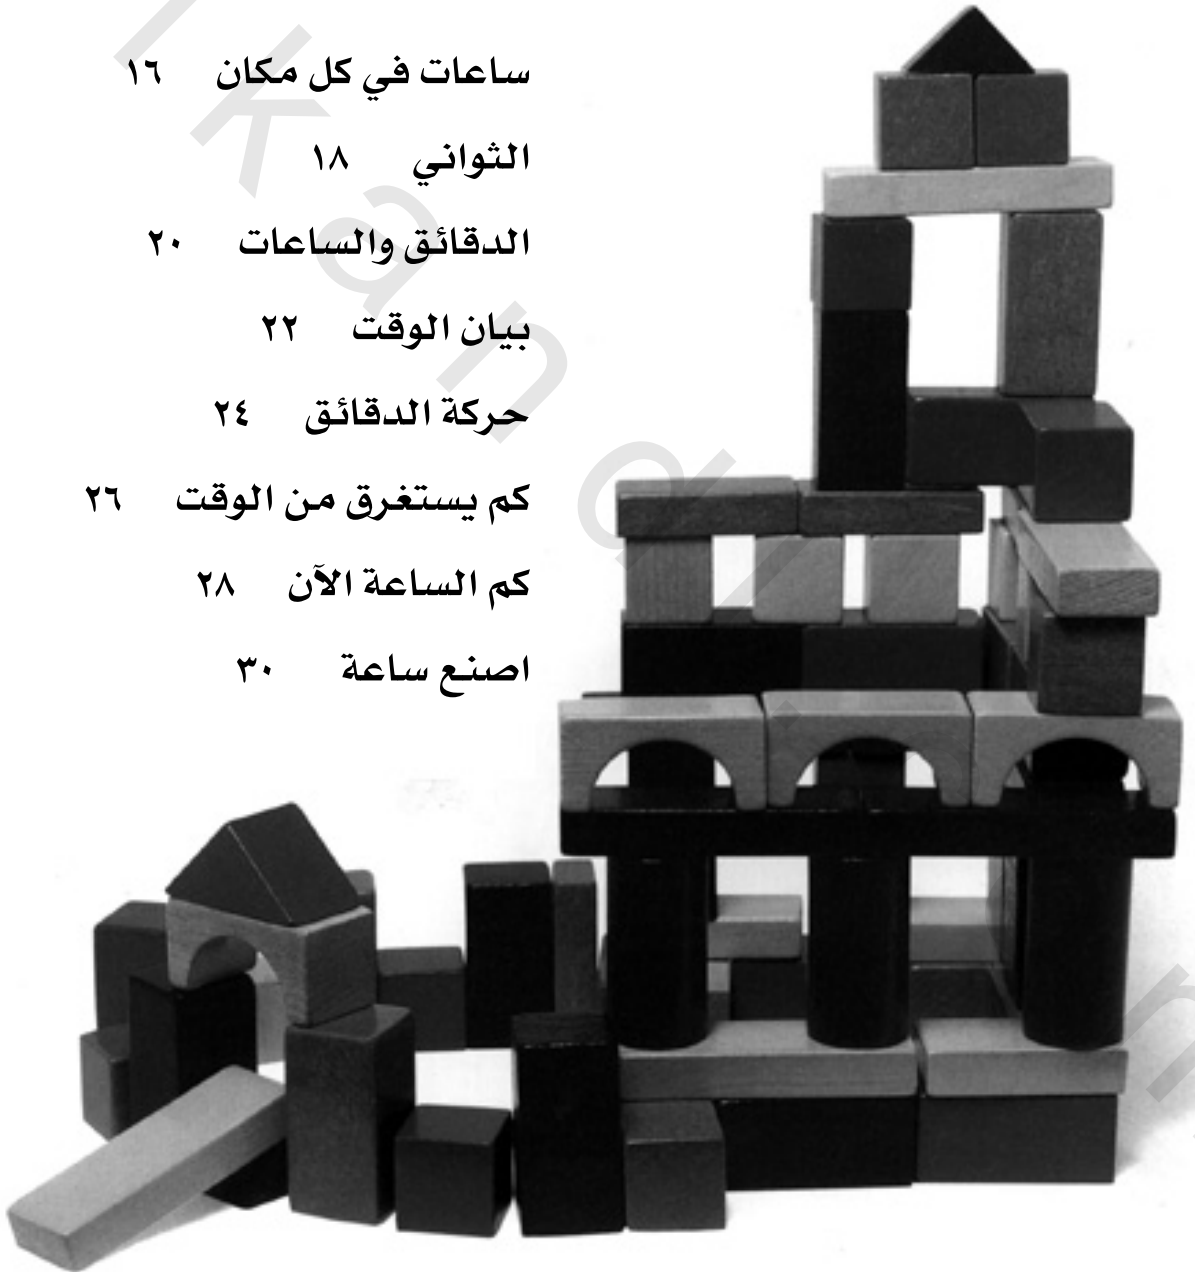 ساعات في كل مكان ١٦
الثواني ١٨
الدقائق والساعات ٢٠
بيان الوقت ٢٢
حركة الدقائق ٢٤
كم يستغرق من الوقت ٢٦
كم الساعة الآن ٢٨
اصنع ساعة ٣٠